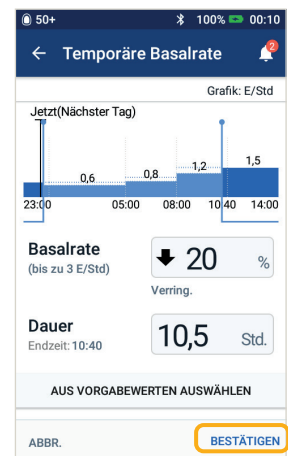 50+ 100% 00:10
Temporäre Basalrate 2
Grafik: E/Std
Jetzt(Nächster Tag)
0,6 0,8 1,2 1,5
23:00 05:00 08:00 10:40 14:00
Basalrate 20 %
(bis zu 3 E/Std)
Verring.
Dauer 10,5 Std.
Endzeit: 10:40
AUS VORGABEWERTEN AUSWÄHLEN
ABBR. BESTÄTIGEN